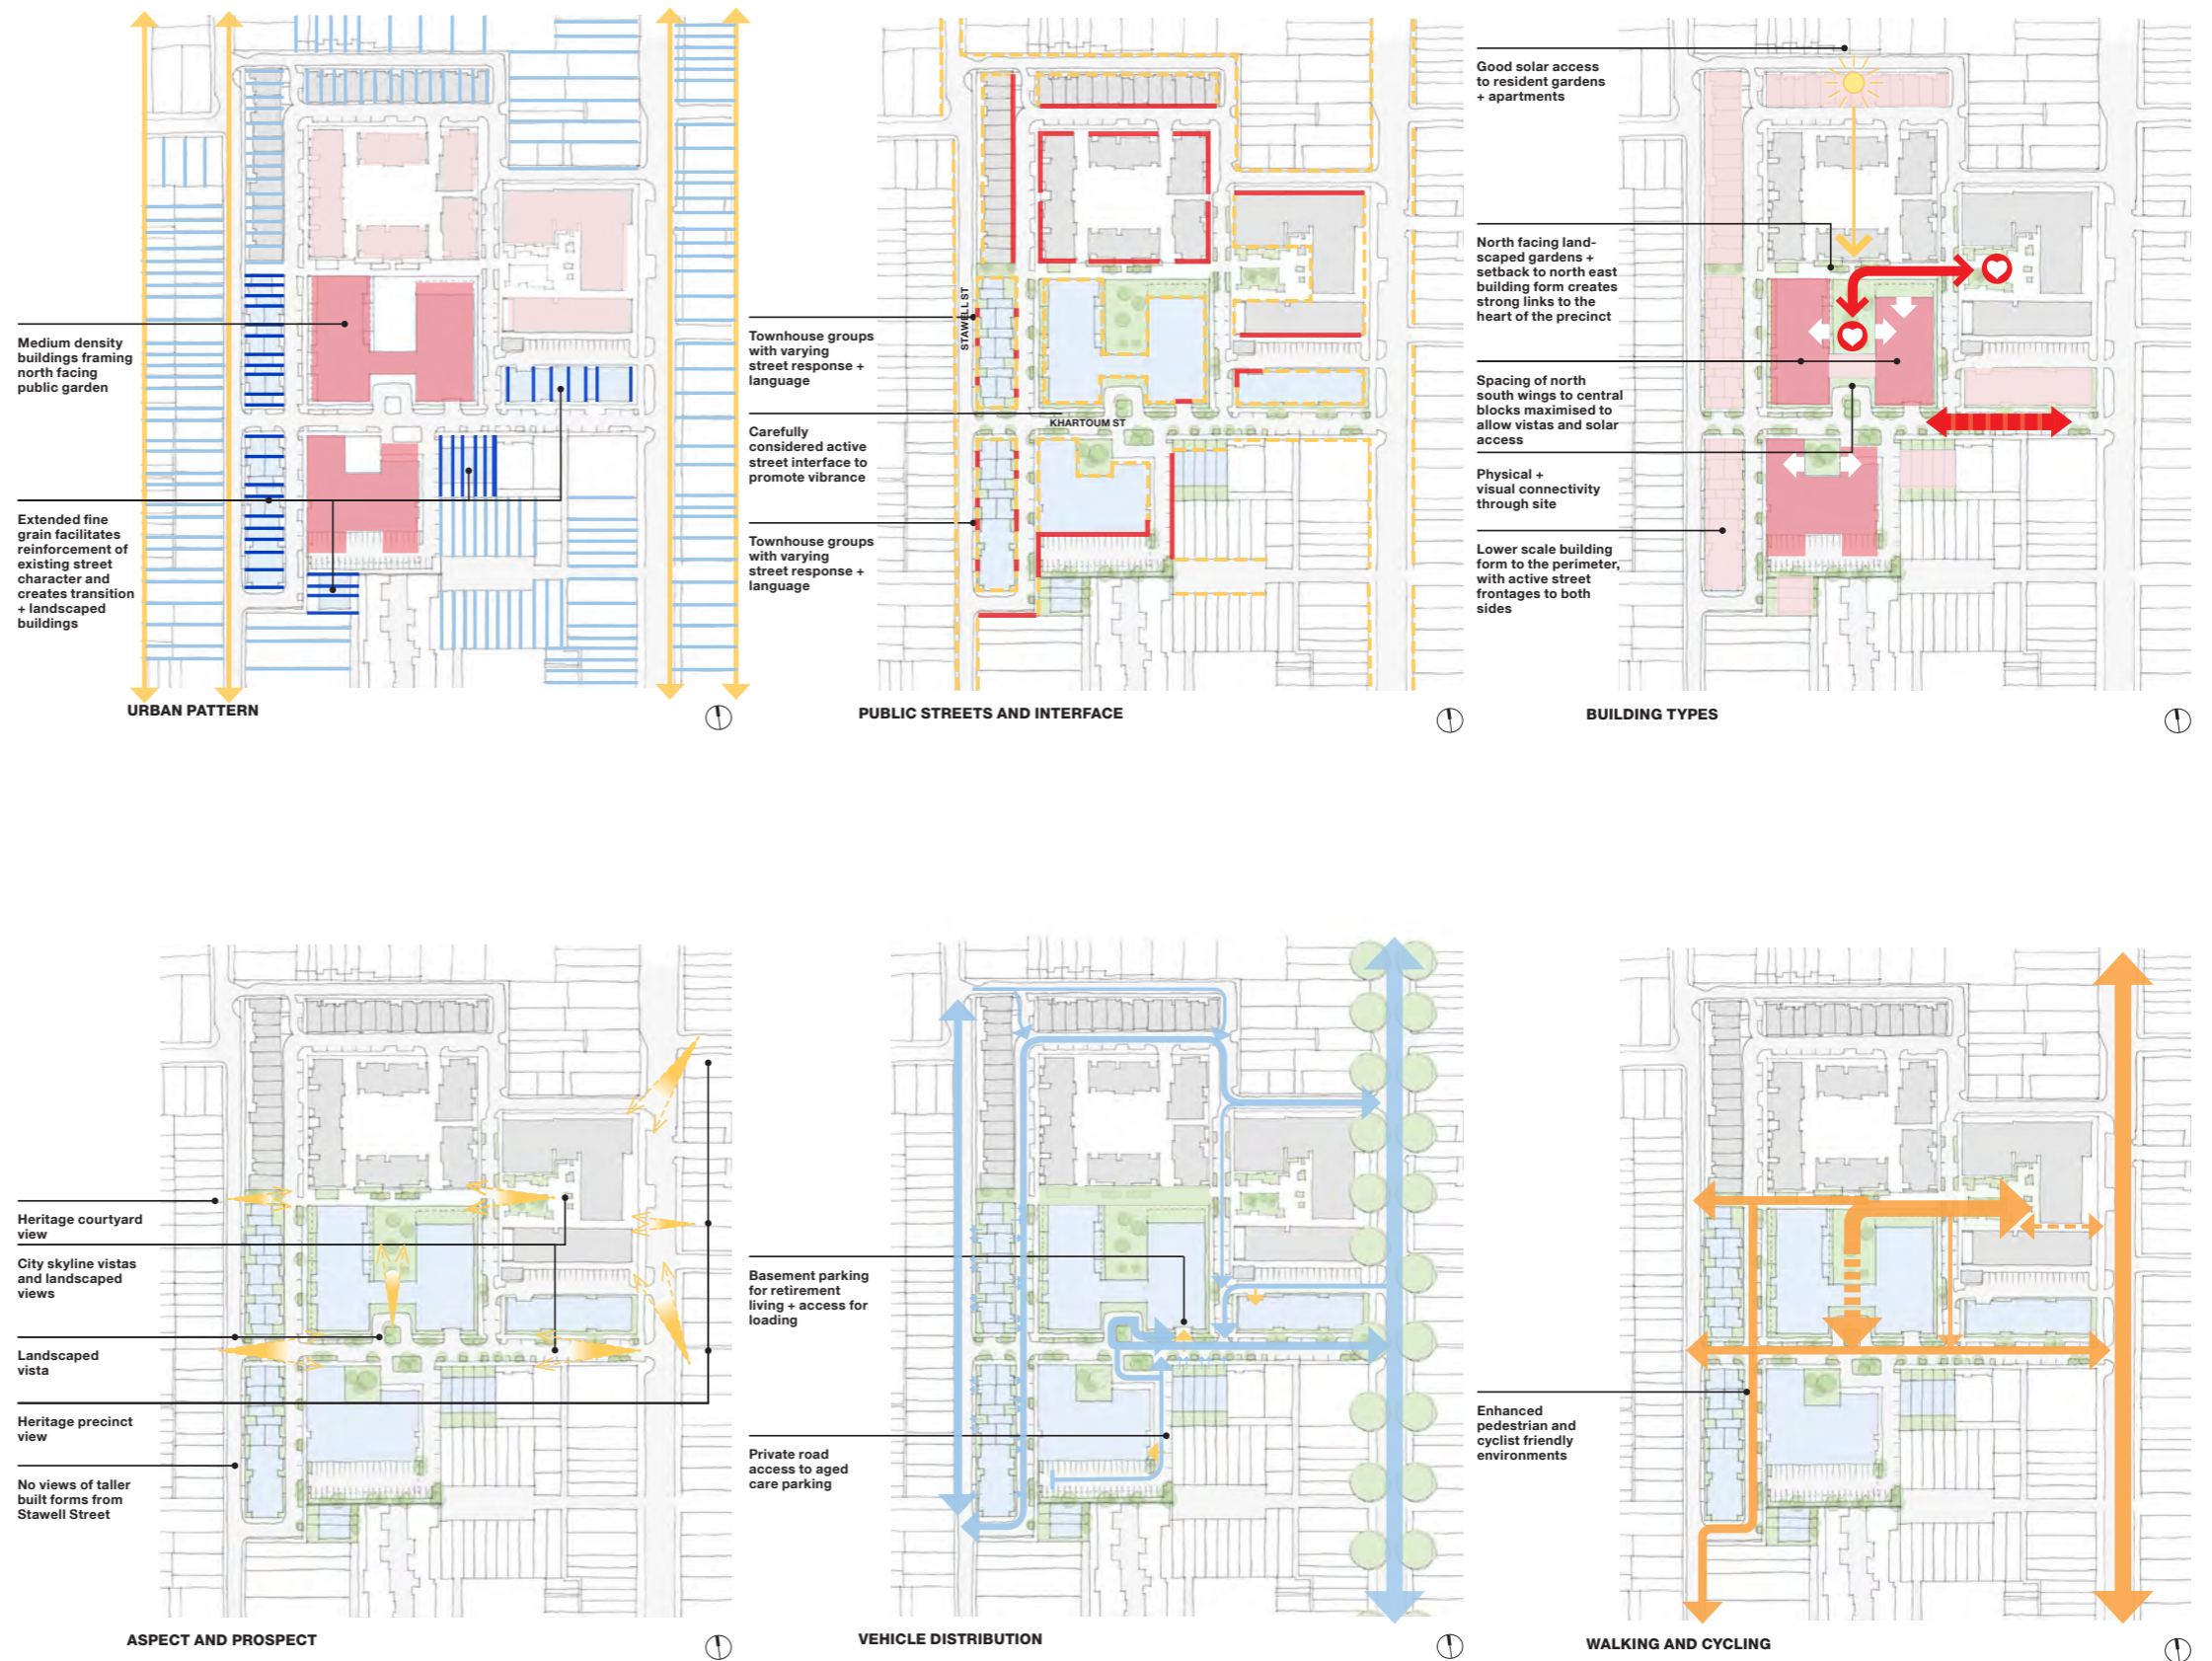 Medium density
buildings framing
north facing
public garden
Extended fine
grain facilitates
reinforcement of
existing street
character and
creates transition
+ landscaped
buildings
URBAN PATTERN
STAWELL ST
KHARTOUM ST
Townhouse groups
with varying
street response +
language
Carefully
considered active
street interface to
promote vibrance
Townhouse groups
with varying
street response +
language
PUBLIC STREETS AND INTERFACE
Good solar access
to resident gardens
+ apartments
North facing land-
scaped gardens +
setback to north east
building form creates
strong links to the
heart of the precinct
Spacing of north
south wings to central
blocks maximised to
allow vistas and solar
access
Physical +
visual connectivity
through site
Lower scale building
form to the perimeter,
with active street
frontages to both
sides
BUILDING TYPES
Heritage courtyard
view
City skyline vistas
and landscaped
views
Landscaped
vista
Heritage precinct
view
No views of taller
built forms from
Stawell Street
ASPECT AND PROSPECT
Basement parking
for retirement
living + access for
loading
Private road
access to aged
care parking
VEHICLE DISTRIBUTION
Enhanced
pedestrian and
cyclist friendly
environments
WALKING AND CYCLING